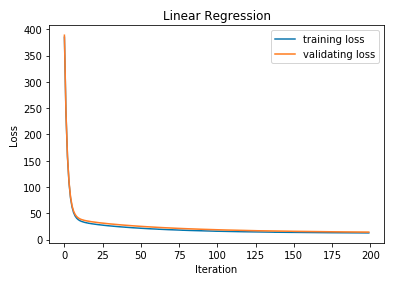 Linear Regression
training loss
validating loss
Loss
400
350
300
250
200
150
100
50
0
0 25 50 75 100 125 150 175 200
Iteration